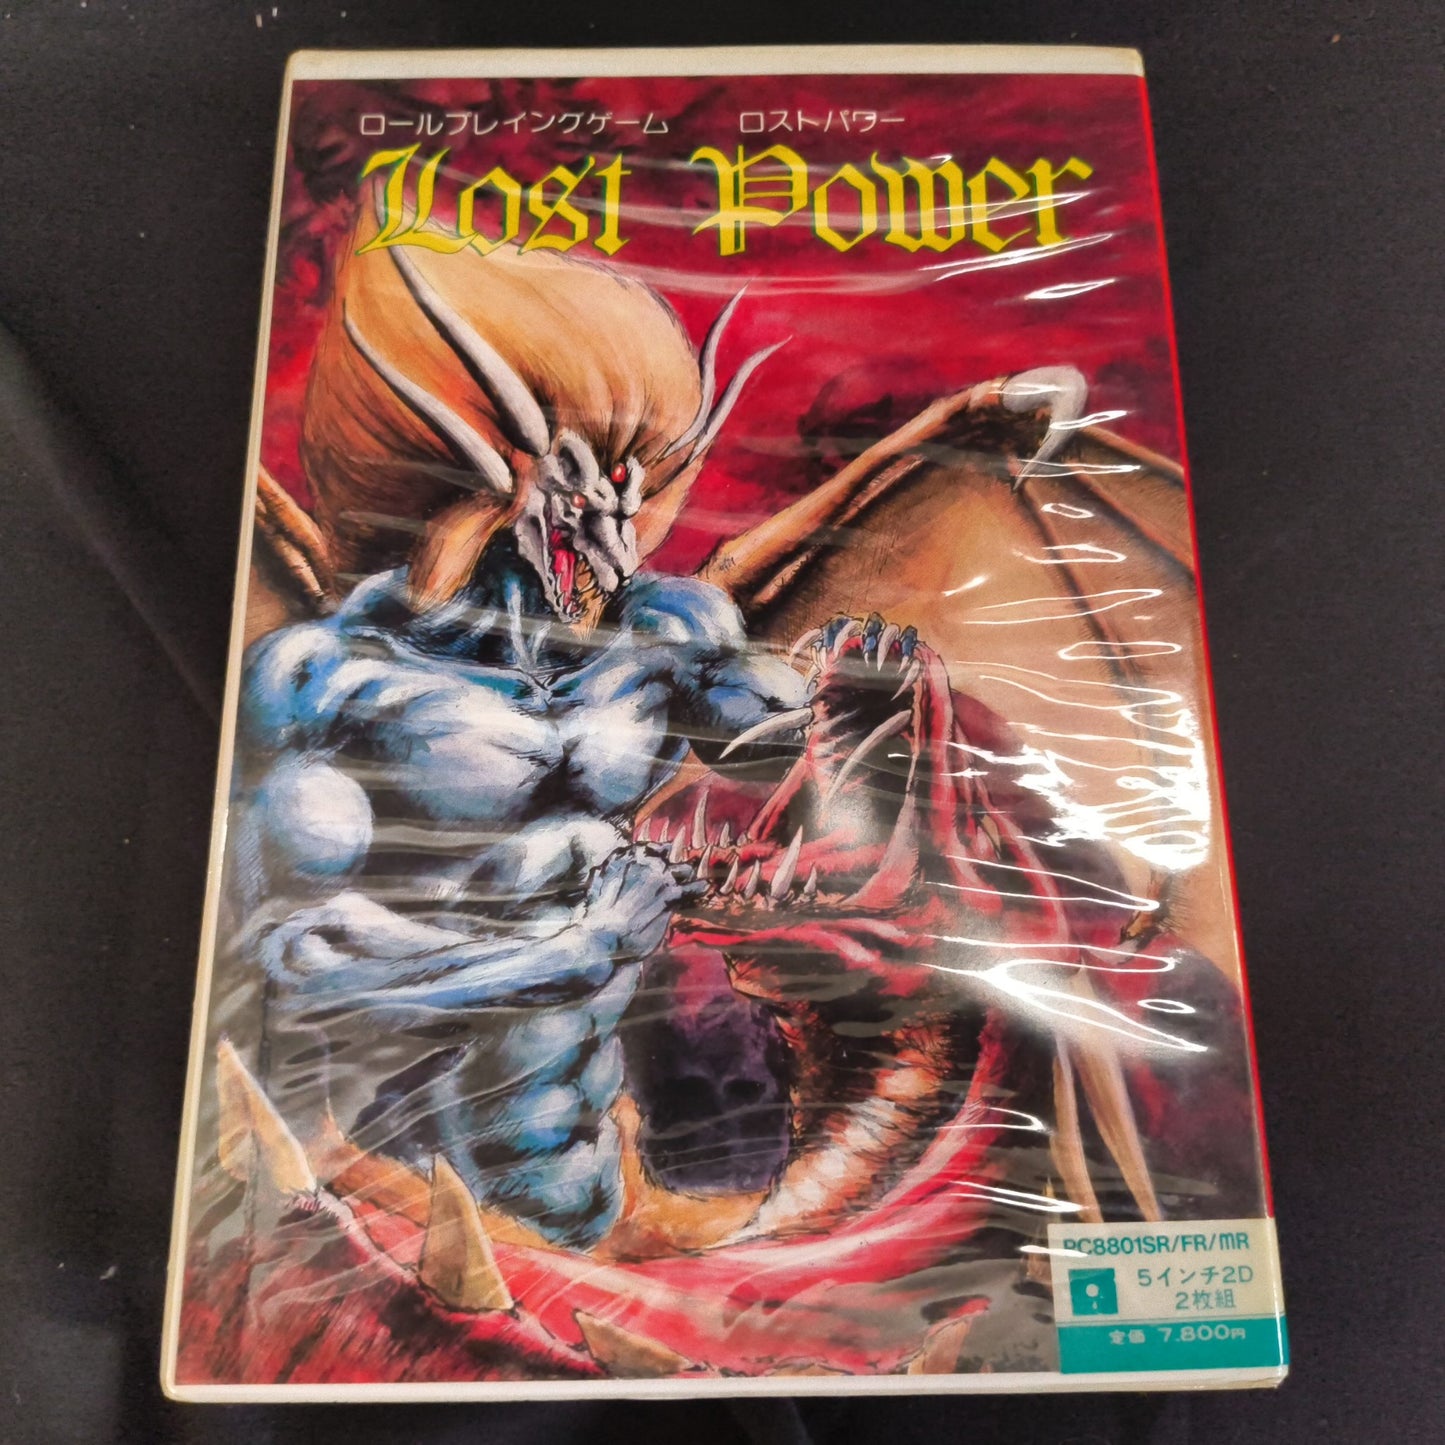 ロールプレイングゲーム ロストパワー
Lost Power
PC8801SR/FR/MR
5インチ2D
2枚組
定価 7.800円